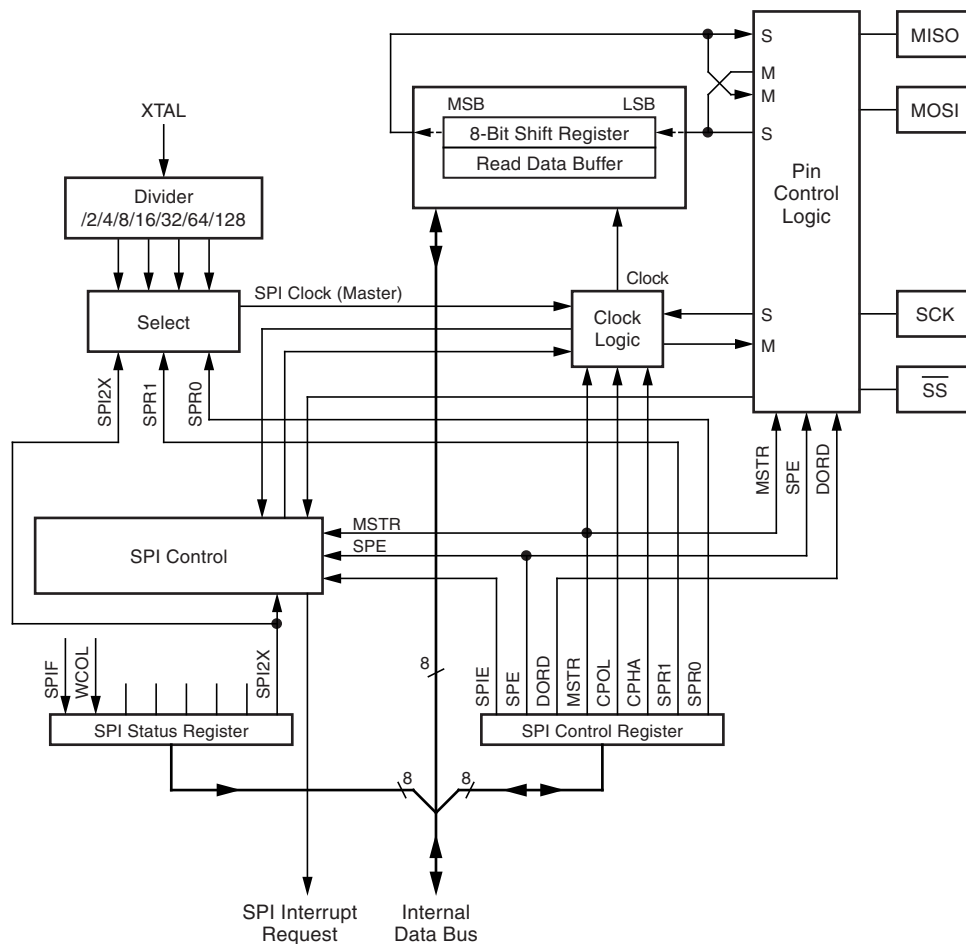 S
MISO
M
MSB
LSB
M
MOSI
XTAL
8-Bit Shift Register
S
Read Data Buffer
Pin
Control
Logic
Divider
/2/4/8/16/32/64/128
Clock
SPI Clock (Master)
Select
Clock
Logic
S
SCK
M
SPI2X
SPR1
SPR0
SS
MSTR
SPE
DORD
MSTR
SPE
SPI Control
SPIF
WCOL
SPI2X
8
SPIE
SPE
DORD
MSTR
CPOL
CPHA
SPR1
SPR0
SPI Status Register
SPI Control Register
8
8
SPI Interrupt
Request
Internal
Data Bus